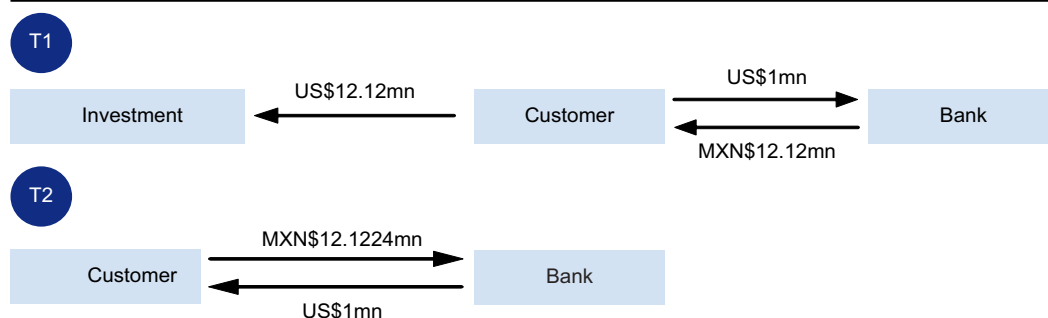 T1
US$12.12mn
US$1mn
Investment
Customer
Bank
MXN$12.12mn
T2
MXN$12.1224mn
Customer
Bank
US$1mn